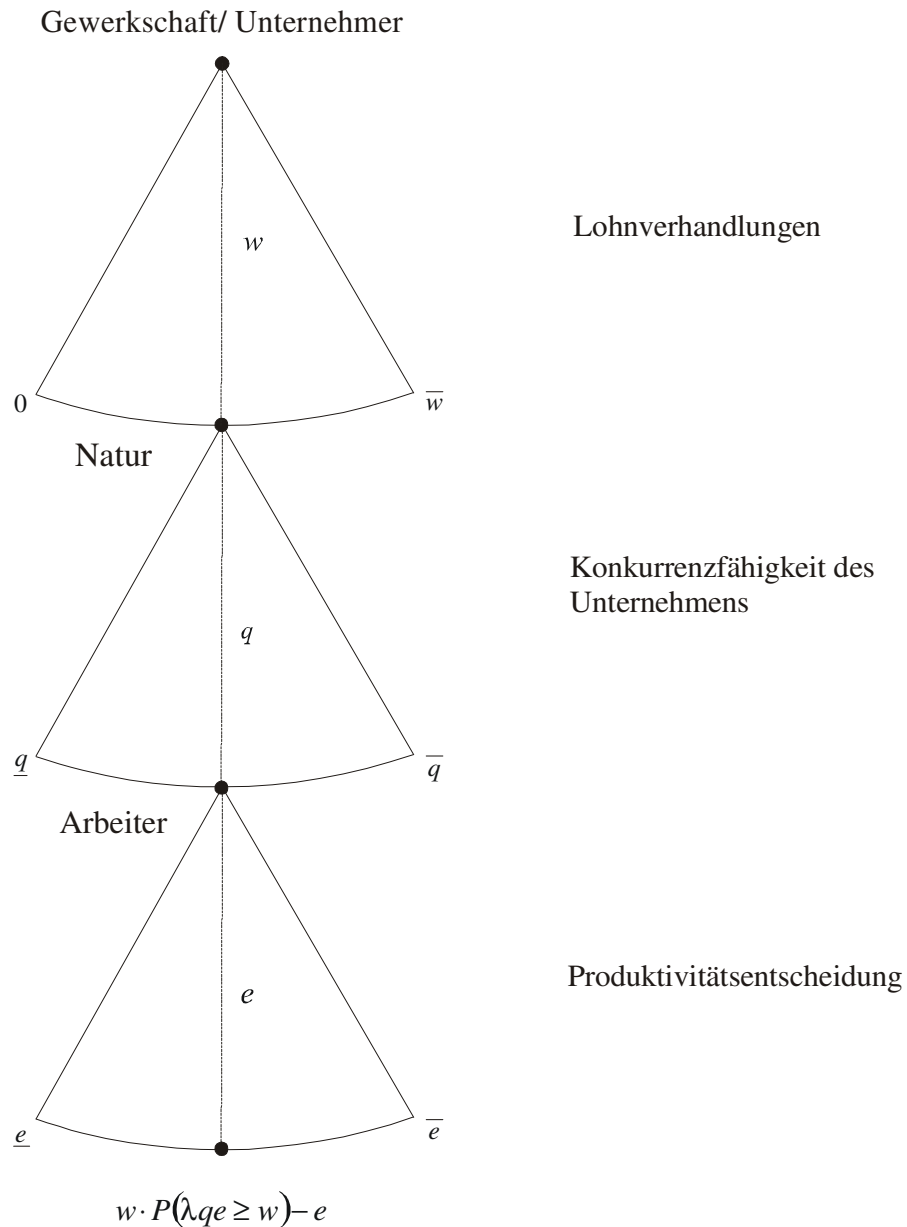 Gewerkschaft/ Unternehmer
w
Lohnverhandlungen
0
w̅
Natur
q
Konkurrenzfähigkeit des
Unternehmens
q̲
q̅
Arbeiter
e
Produktivitätsentscheidung
e̲
e̅
w · P(λqe ≥ w) − e